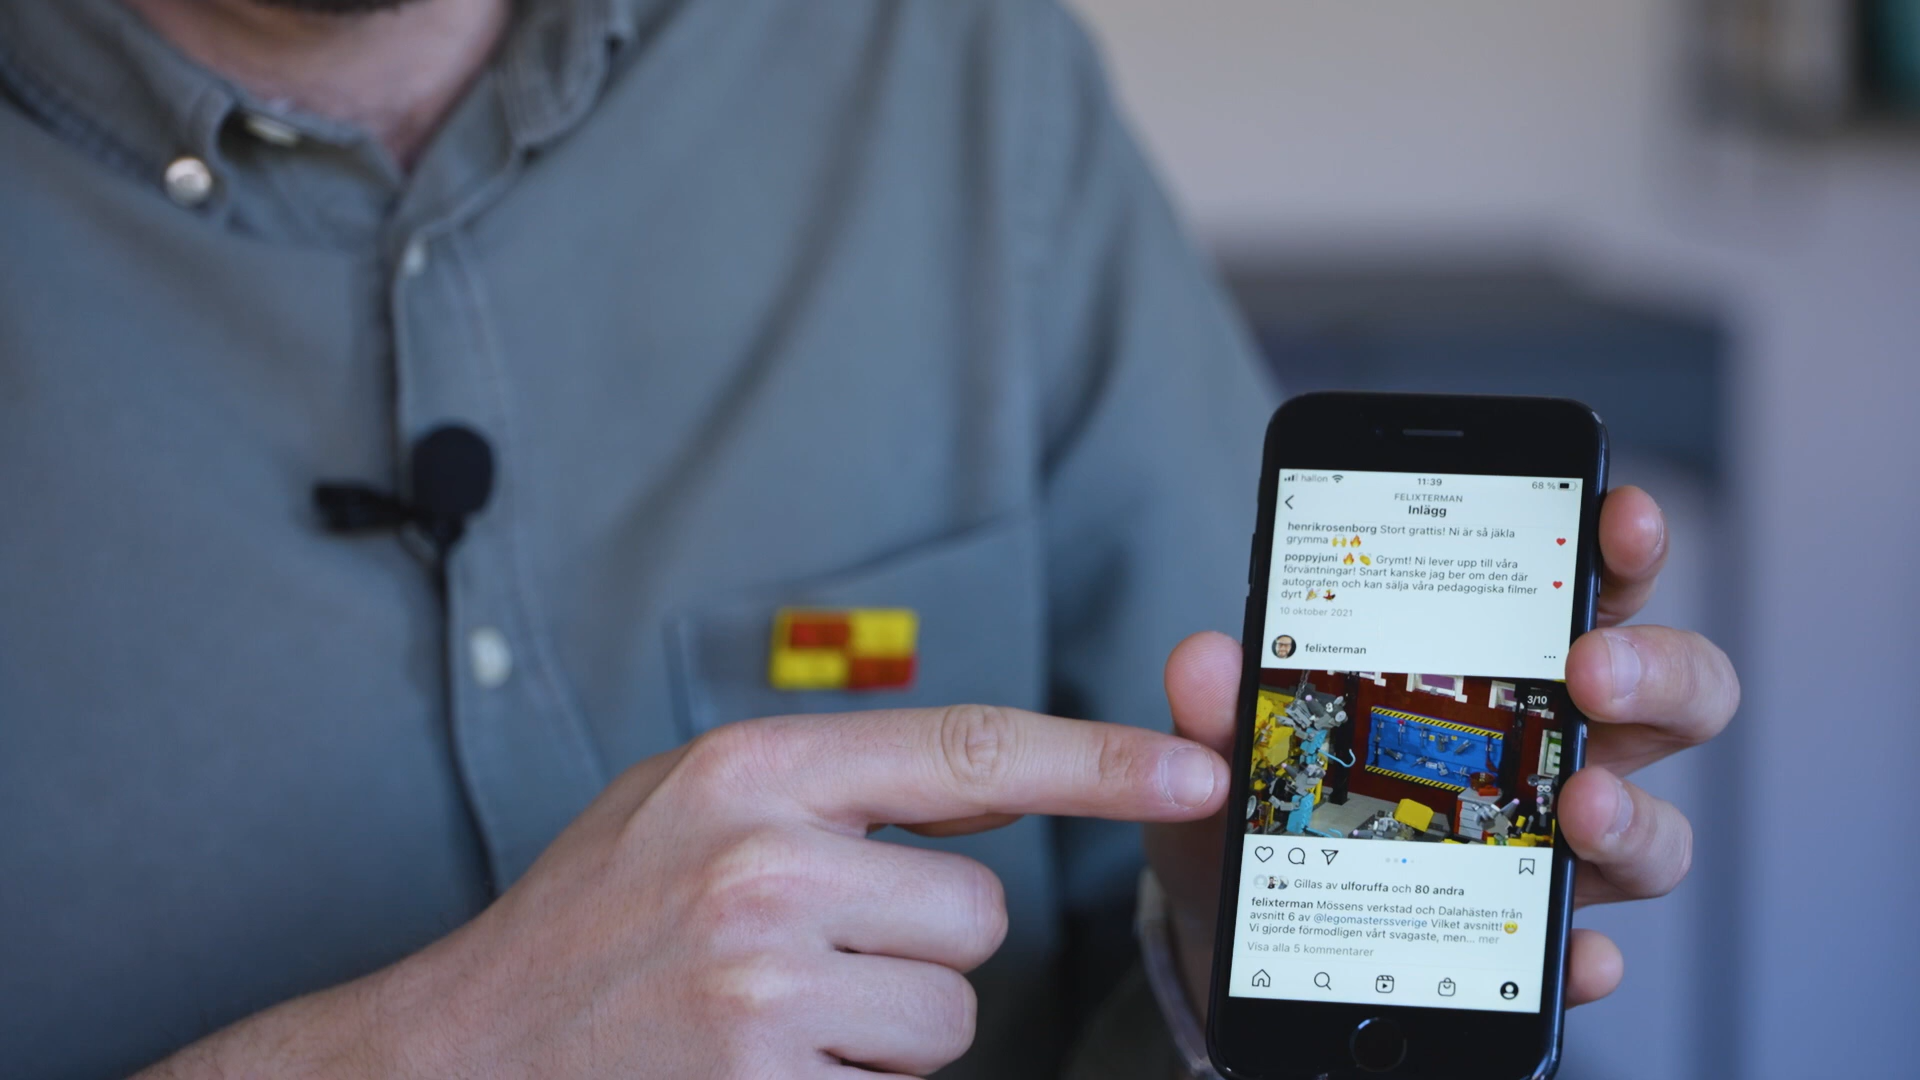 hallon
11:39
68 %
FELIXTERMAN
Inlägg
henrikrosenborg Stort grattis! Ni är så jäkla
grymma 🙌🔥
poppyjuni 🔥👏 Grymt! Ni lever upp till våra
förväntningar! Snart kanske jag ber om den där
autografen och kan sälja våra pedagogiska filmer
dyrt 🎉💃
10 oktober 2021
felixterman
...
3/10
E
Gillas av ulforuffa och 80 andra
felixterman Mössens verkstad och Dalahästen från
avsnitt 6 av @legomasterssverige Vilket avsnitt!😄
Vi gjorde förmodligen vårt svagaste, men... mer
Visa alla 5 kommentarer